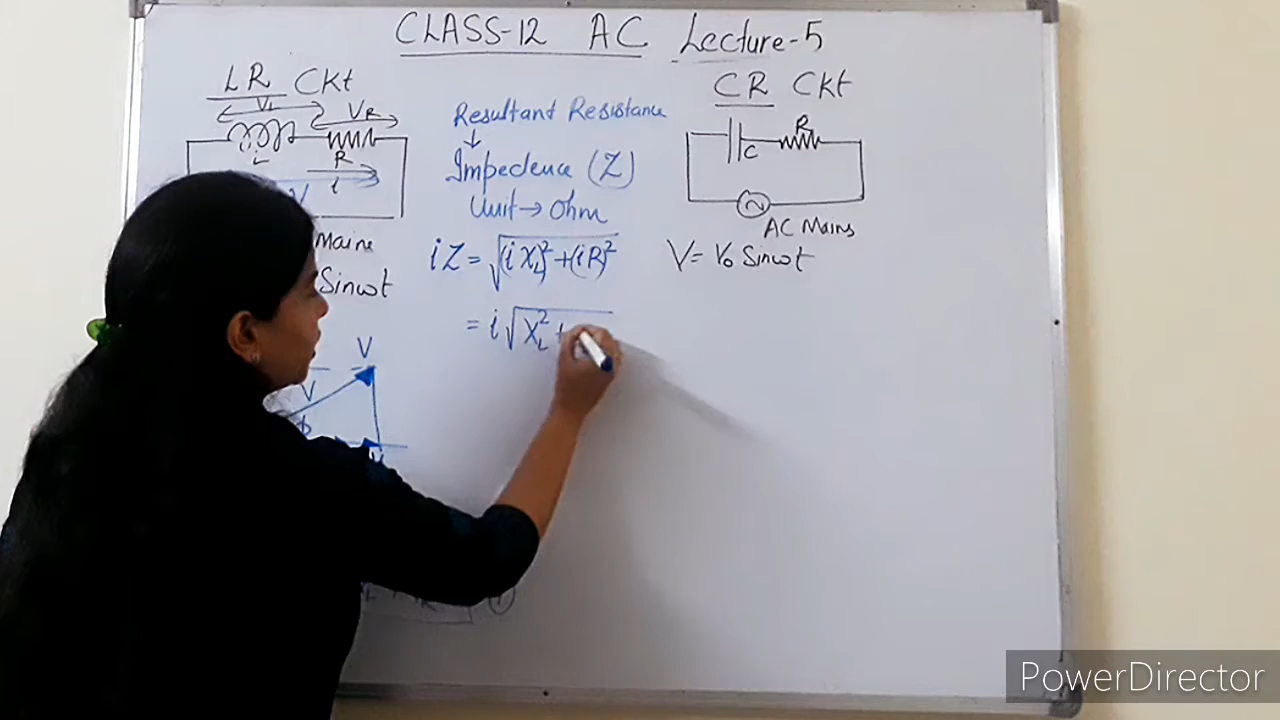 CLASS-12 AC Lecture-5
LR Ckt
VL
VR
L
R
i
V
Sinωt
V
V
ϕ
Resultant Resistance
↓
Impedence (Z)
Unit → Ohm
iZ = √(iXL)²+(iR)²
= i√XL²+
CR Ckt
C
R
AC Mains
V = V₀ Sinωt
PowerDirector